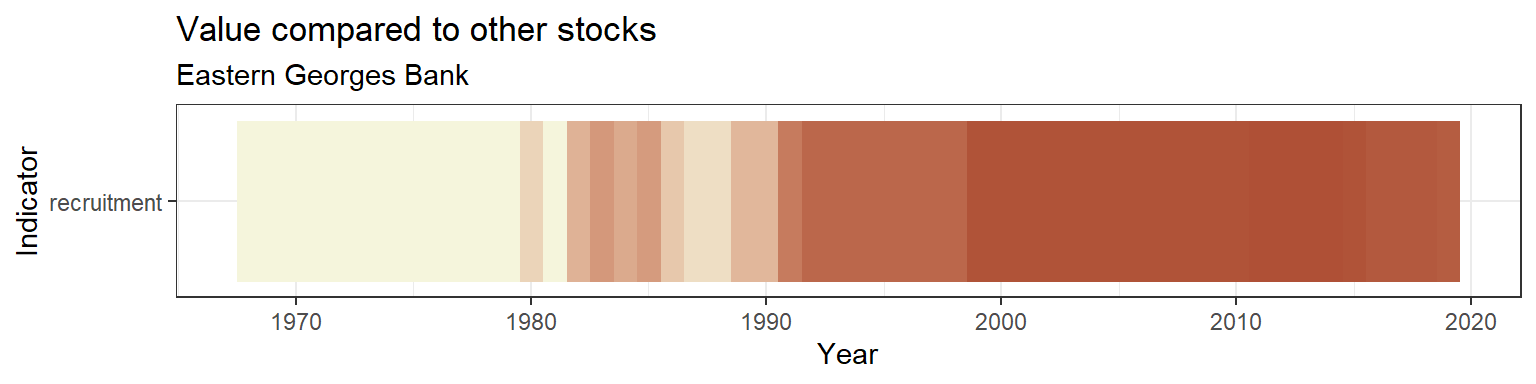 Value compared to other stocks
Eastern Georges Bank
Indicator
recruitment
1970 1980 1990 2000 2010 2020
Year